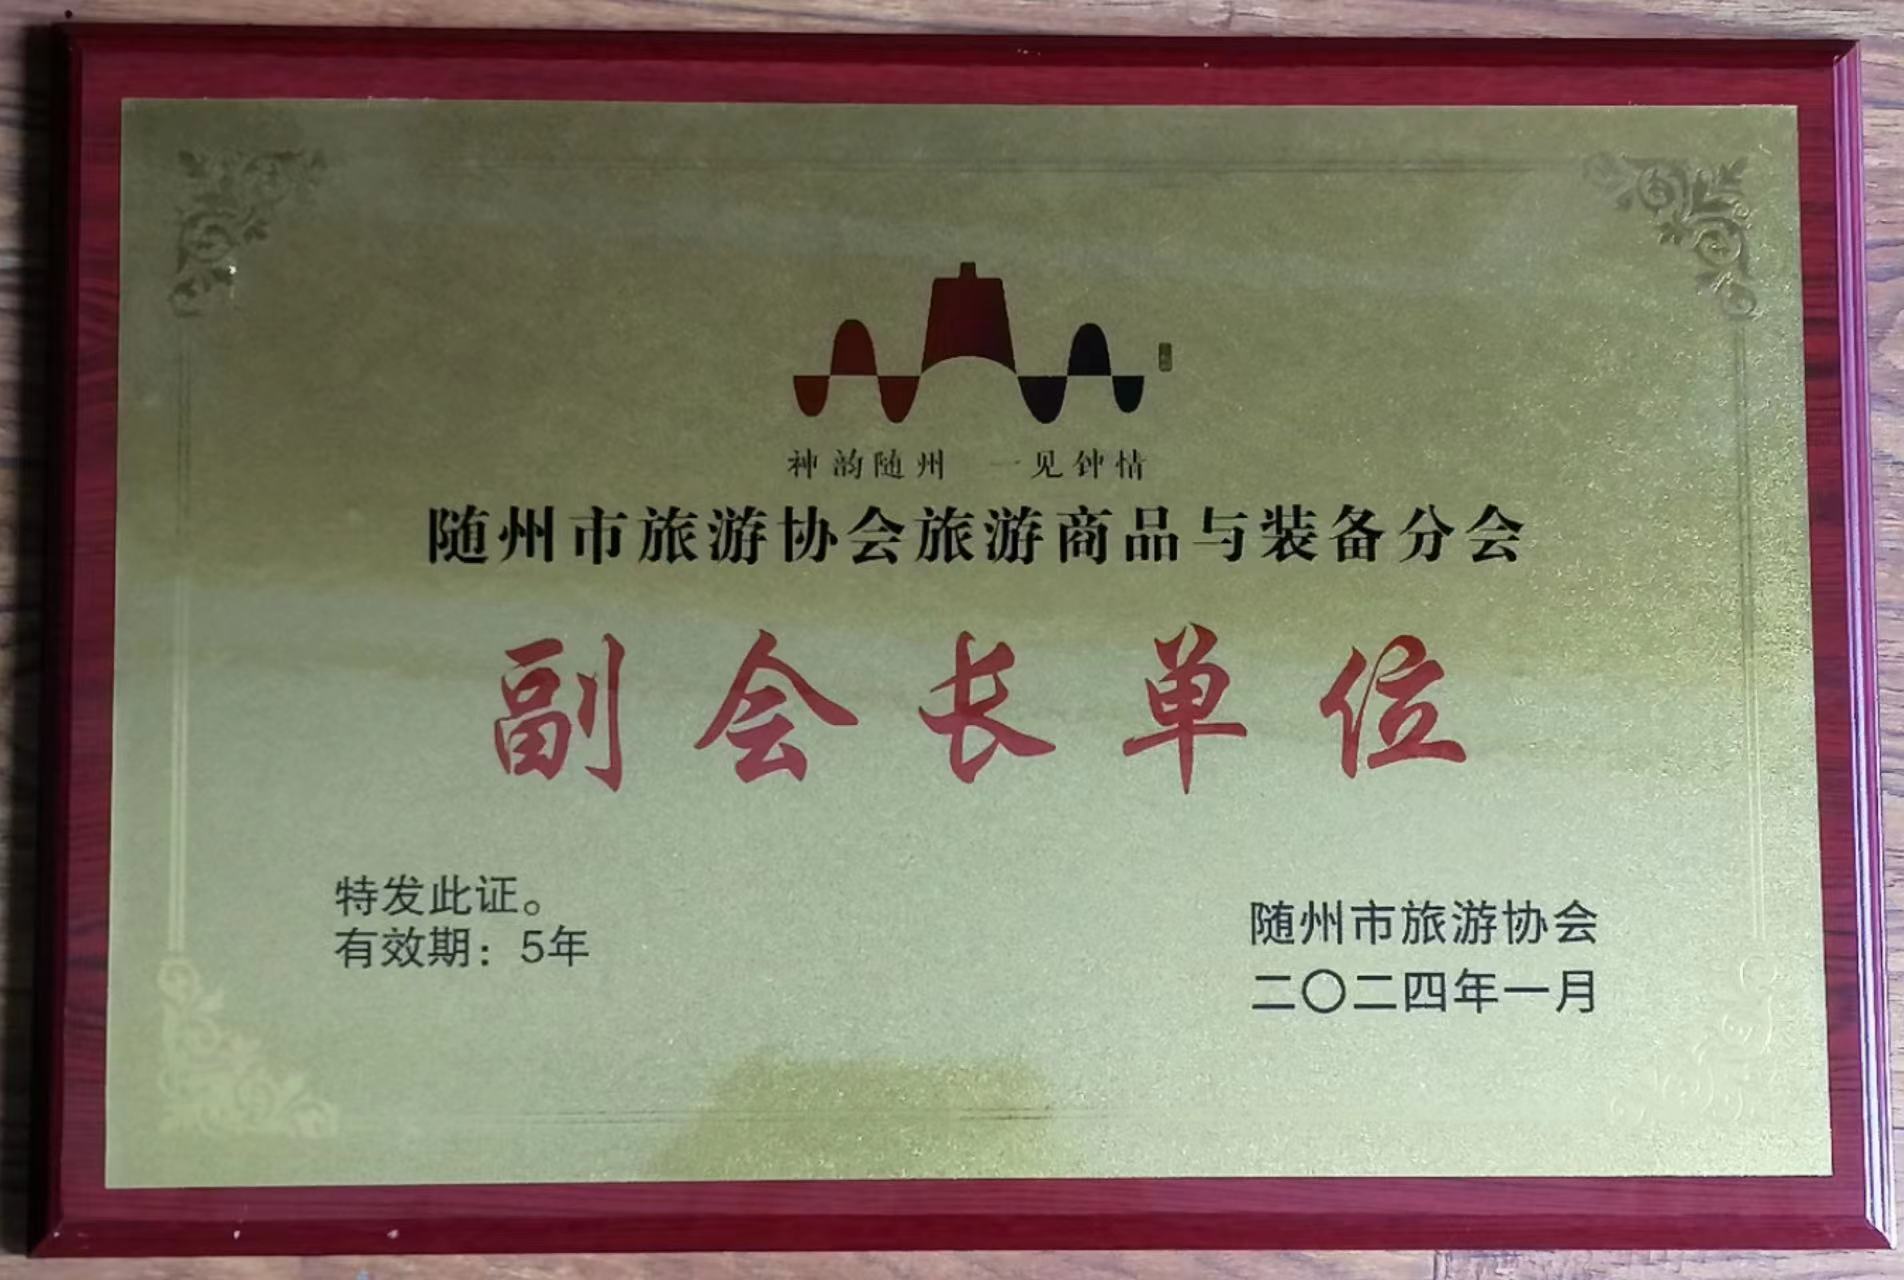 神韵随州 一见钟情
随州市旅游协会旅游商品与装备分会
副会长单位
特发此证。
有效期：5年
随州市旅游协会
二〇二四年一月